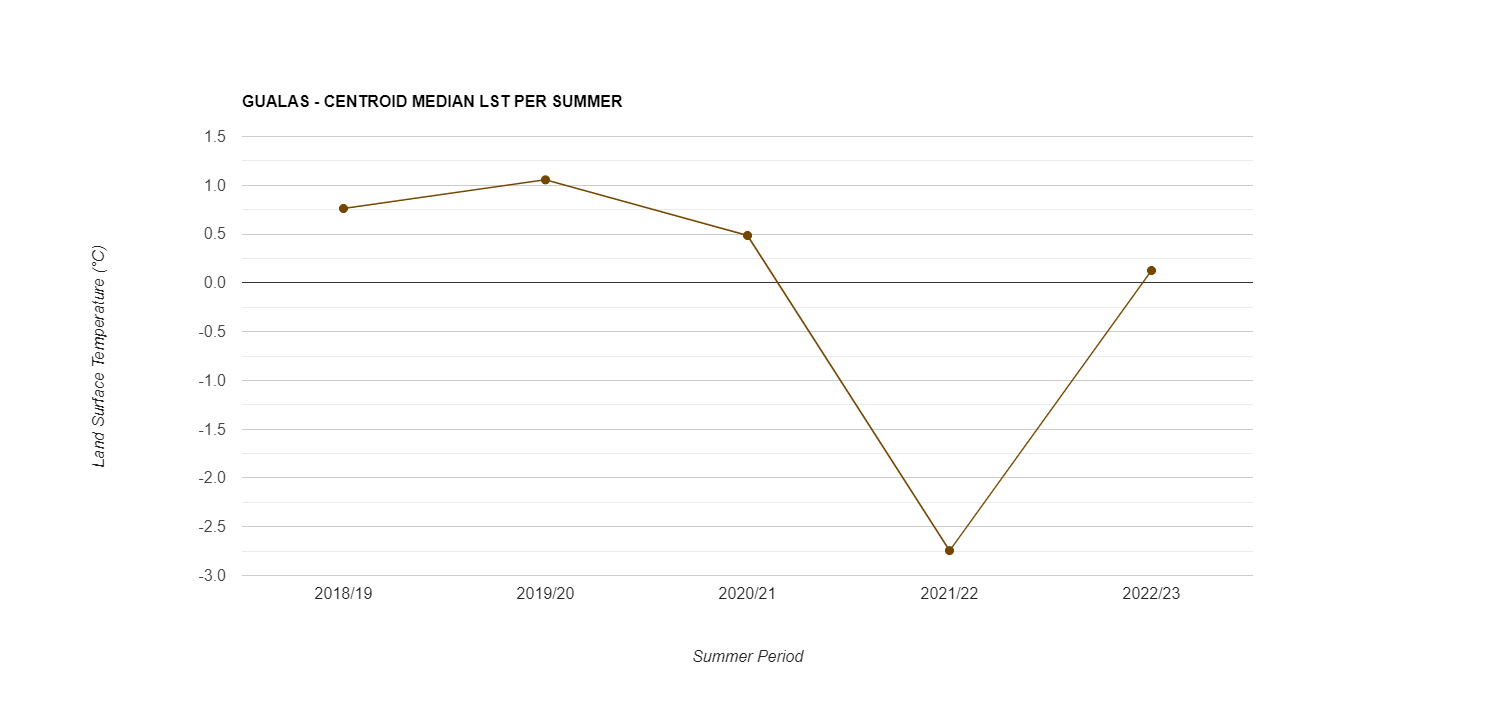 GUALAS - CENTROID MEDIAN LST PER SUMMER
1.5
1.0
0.5
0.0
-0.5
-1.0
-1.5
-2.0
-2.5
-3.0
Land Surface Temperature (°C)
2018/19 2019/20 2020/21 2021/22 2022/23
Summer Period